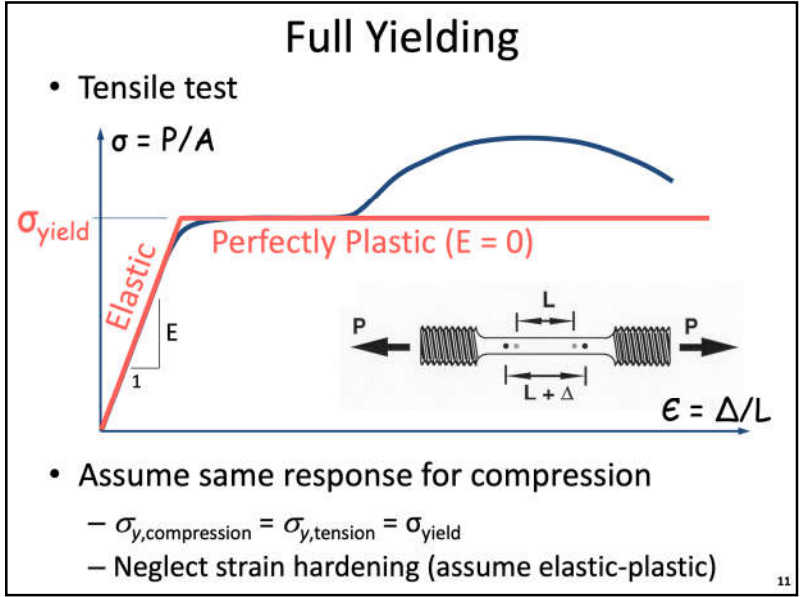 Full Yielding
• Tensile test
σ = P/A
σyield
Elastic
Perfectly Plastic (E = 0)
E
1
L
P
P
L + Δ
ϵ = Δ/L
• Assume same response for compression
– σy,compression = σy,tension = σyield
– Neglect strain hardening (assume elastic-plastic)
11